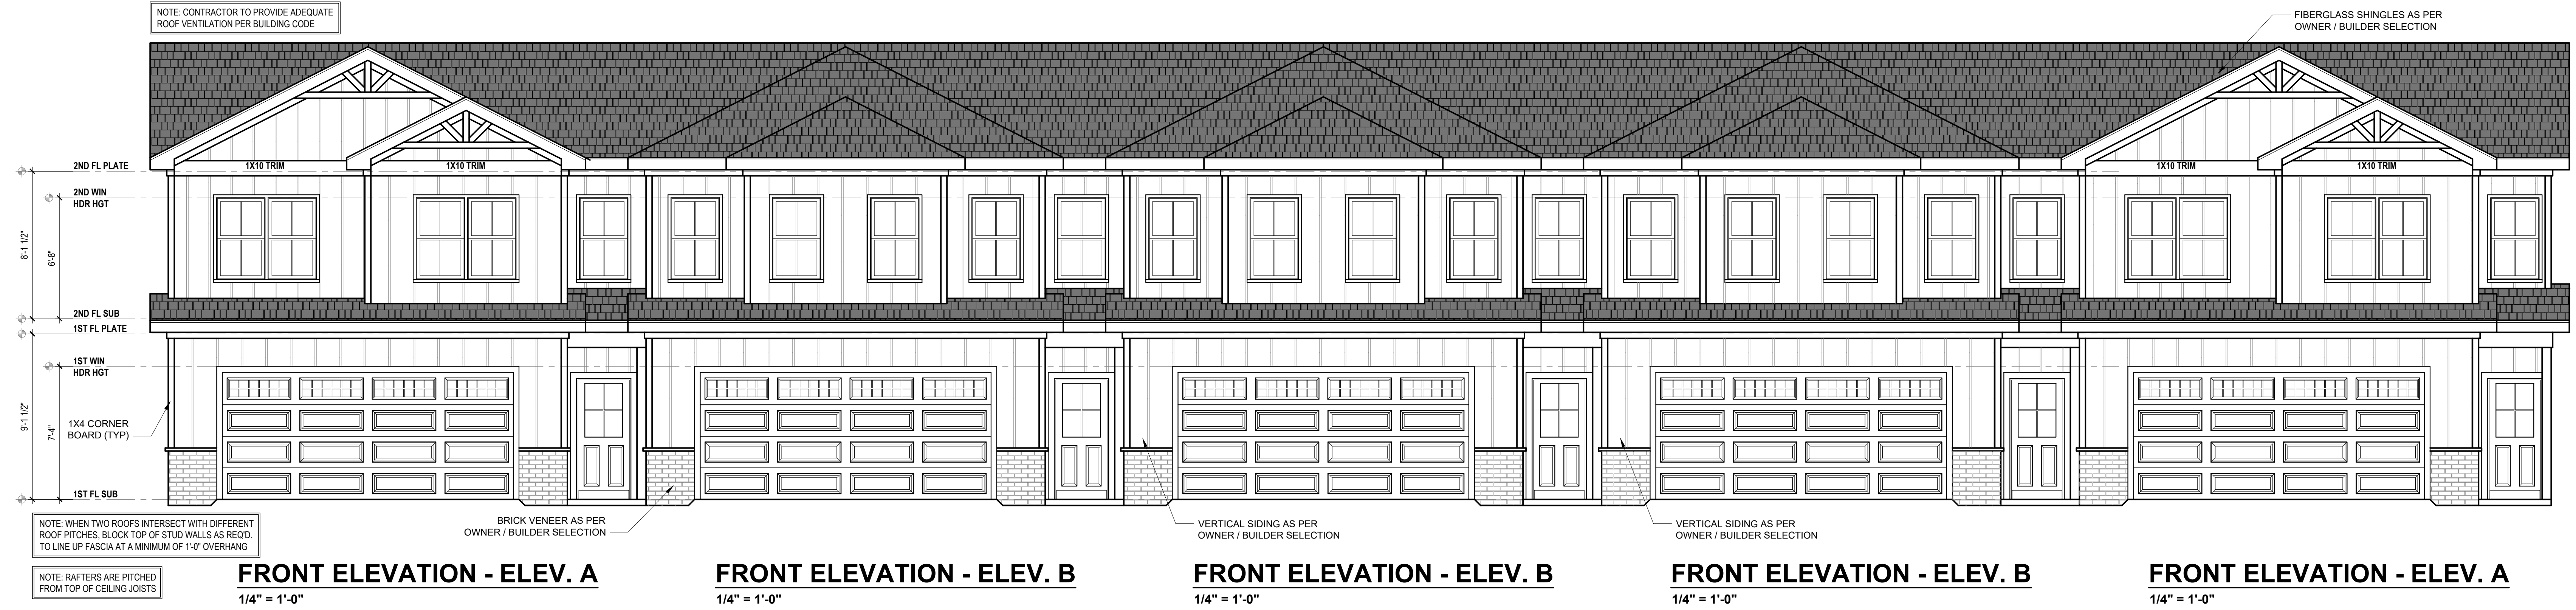 NOTE: CONTRACTOR TO PROVIDE ADEQUATE
ROOF VENTILATION PER BUILDING CODE
FIBERGLASS SHINGLES AS PER
OWNER / BUILDER SELECTION
2ND FL PLATE
1X10 TRIM
1X10 TRIM
1X10 TRIM
1X10 TRIM
2ND WIN
HDR HGT
8'-1 1/2"
6'-8"
2ND FL SUB
1ST FL PLATE
1ST WIN
HDR HGT
9'-1 1/2"
7'-4"
1X4 CORNER
BOARD (TYP)
1ST FL SUB
NOTE: WHEN TWO ROOFS INTERSECT WITH DIFFERENT
ROOF PITCHES, BLOCK TOP OF STUD WALLS AS REQ'D.
TO LINE UP FASCIA AT A MINIMUM OF 1'-0" OVERHANG
BRICK VENEER AS PER
OWNER / BUILDER SELECTION
VERTICAL SIDING AS PER
OWNER / BUILDER SELECTION
VERTICAL SIDING AS PER
OWNER / BUILDER SELECTION
NOTE: RAFTERS ARE PITCHED
FROM TOP OF CEILING JOISTS
FRONT ELEVATION - ELEV. A
1/4" = 1'-0"
FRONT ELEVATION - ELEV. B
1/4" = 1'-0"
FRONT ELEVATION - ELEV. B
1/4" = 1'-0"
FRONT ELEVATION - ELEV. B
1/4" = 1'-0"
FRONT ELEVATION - ELEV. A
1/4" = 1'-0"